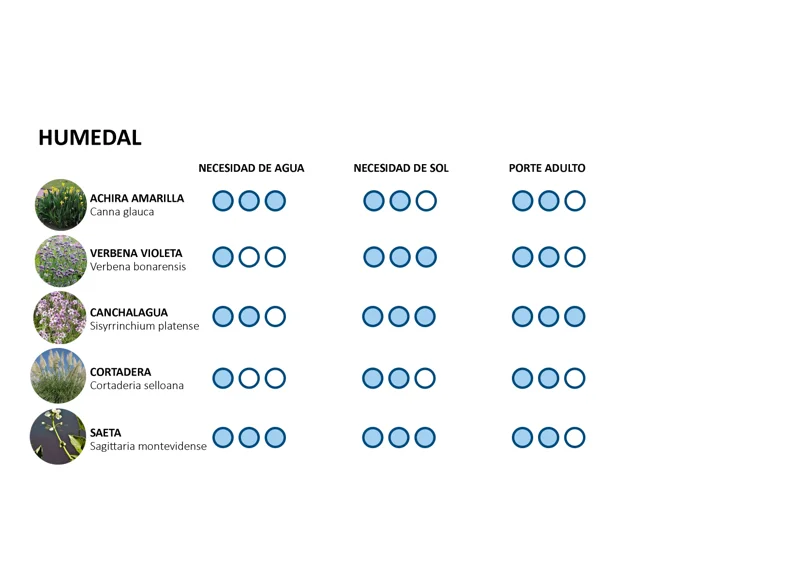 HUMEDAL
NECESIDAD DE AGUA NECESIDAD DE SOL PORTE ADULTO
ACHIRA AMARILLA
Canna glauca
VERBENA VIOLETA
Verbena bonarensis
CANCHALAGUA
Sisyrrinchium platense
CORTADERA
Cortaderia selloana
SAETA
Sagittaria montevidense